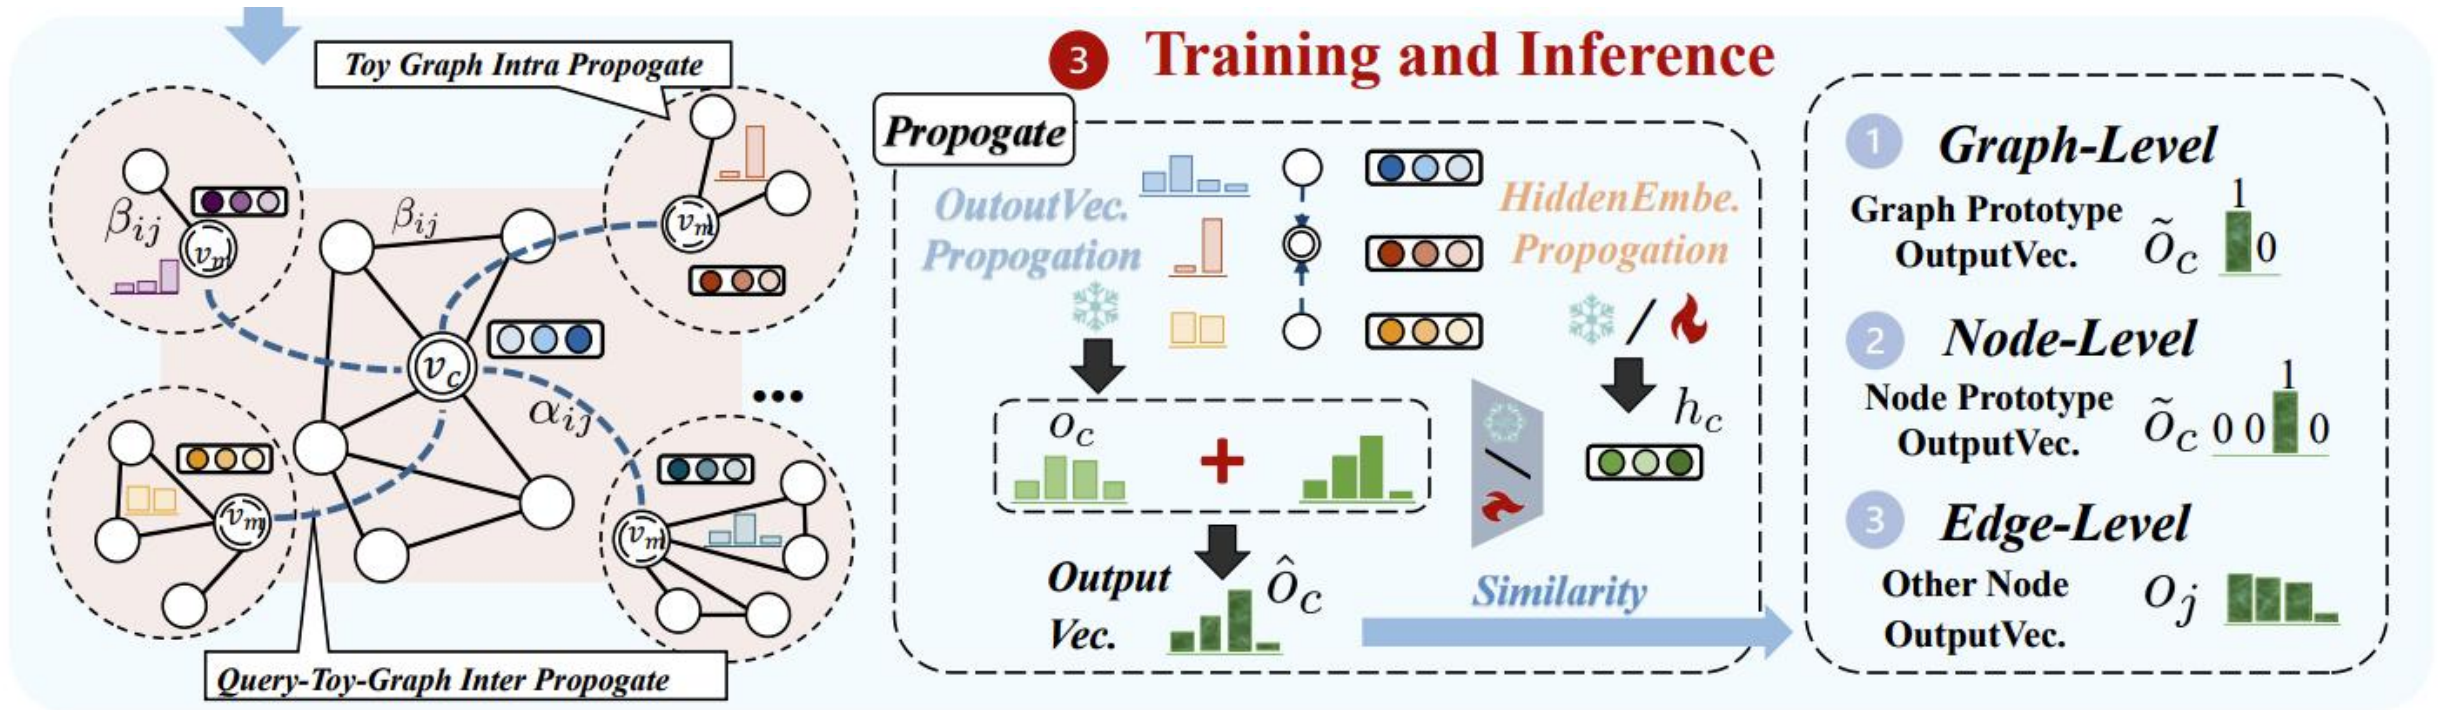 Toy Graph Intra Propogate
β_ij
v_m
β_ij
v_m
v_c
α_ij
...
v_m
v_m
Query-Toy-Graph Inter Propogate
3 Training and Inference
Propogate
OutoutVec.
Propogation
HiddenEmbe.
Propogation
/
o_c
+
/
h_c
Output
Vec.
ô_c
Similarity
1 Graph-Level
Graph Prototype
OutputVec.
õ_c
1
0
2 Node-Level
Node Prototype
OutputVec.
õ_c
1
0 0 0
3 Edge-Level
Other Node
OutputVec.
o_j